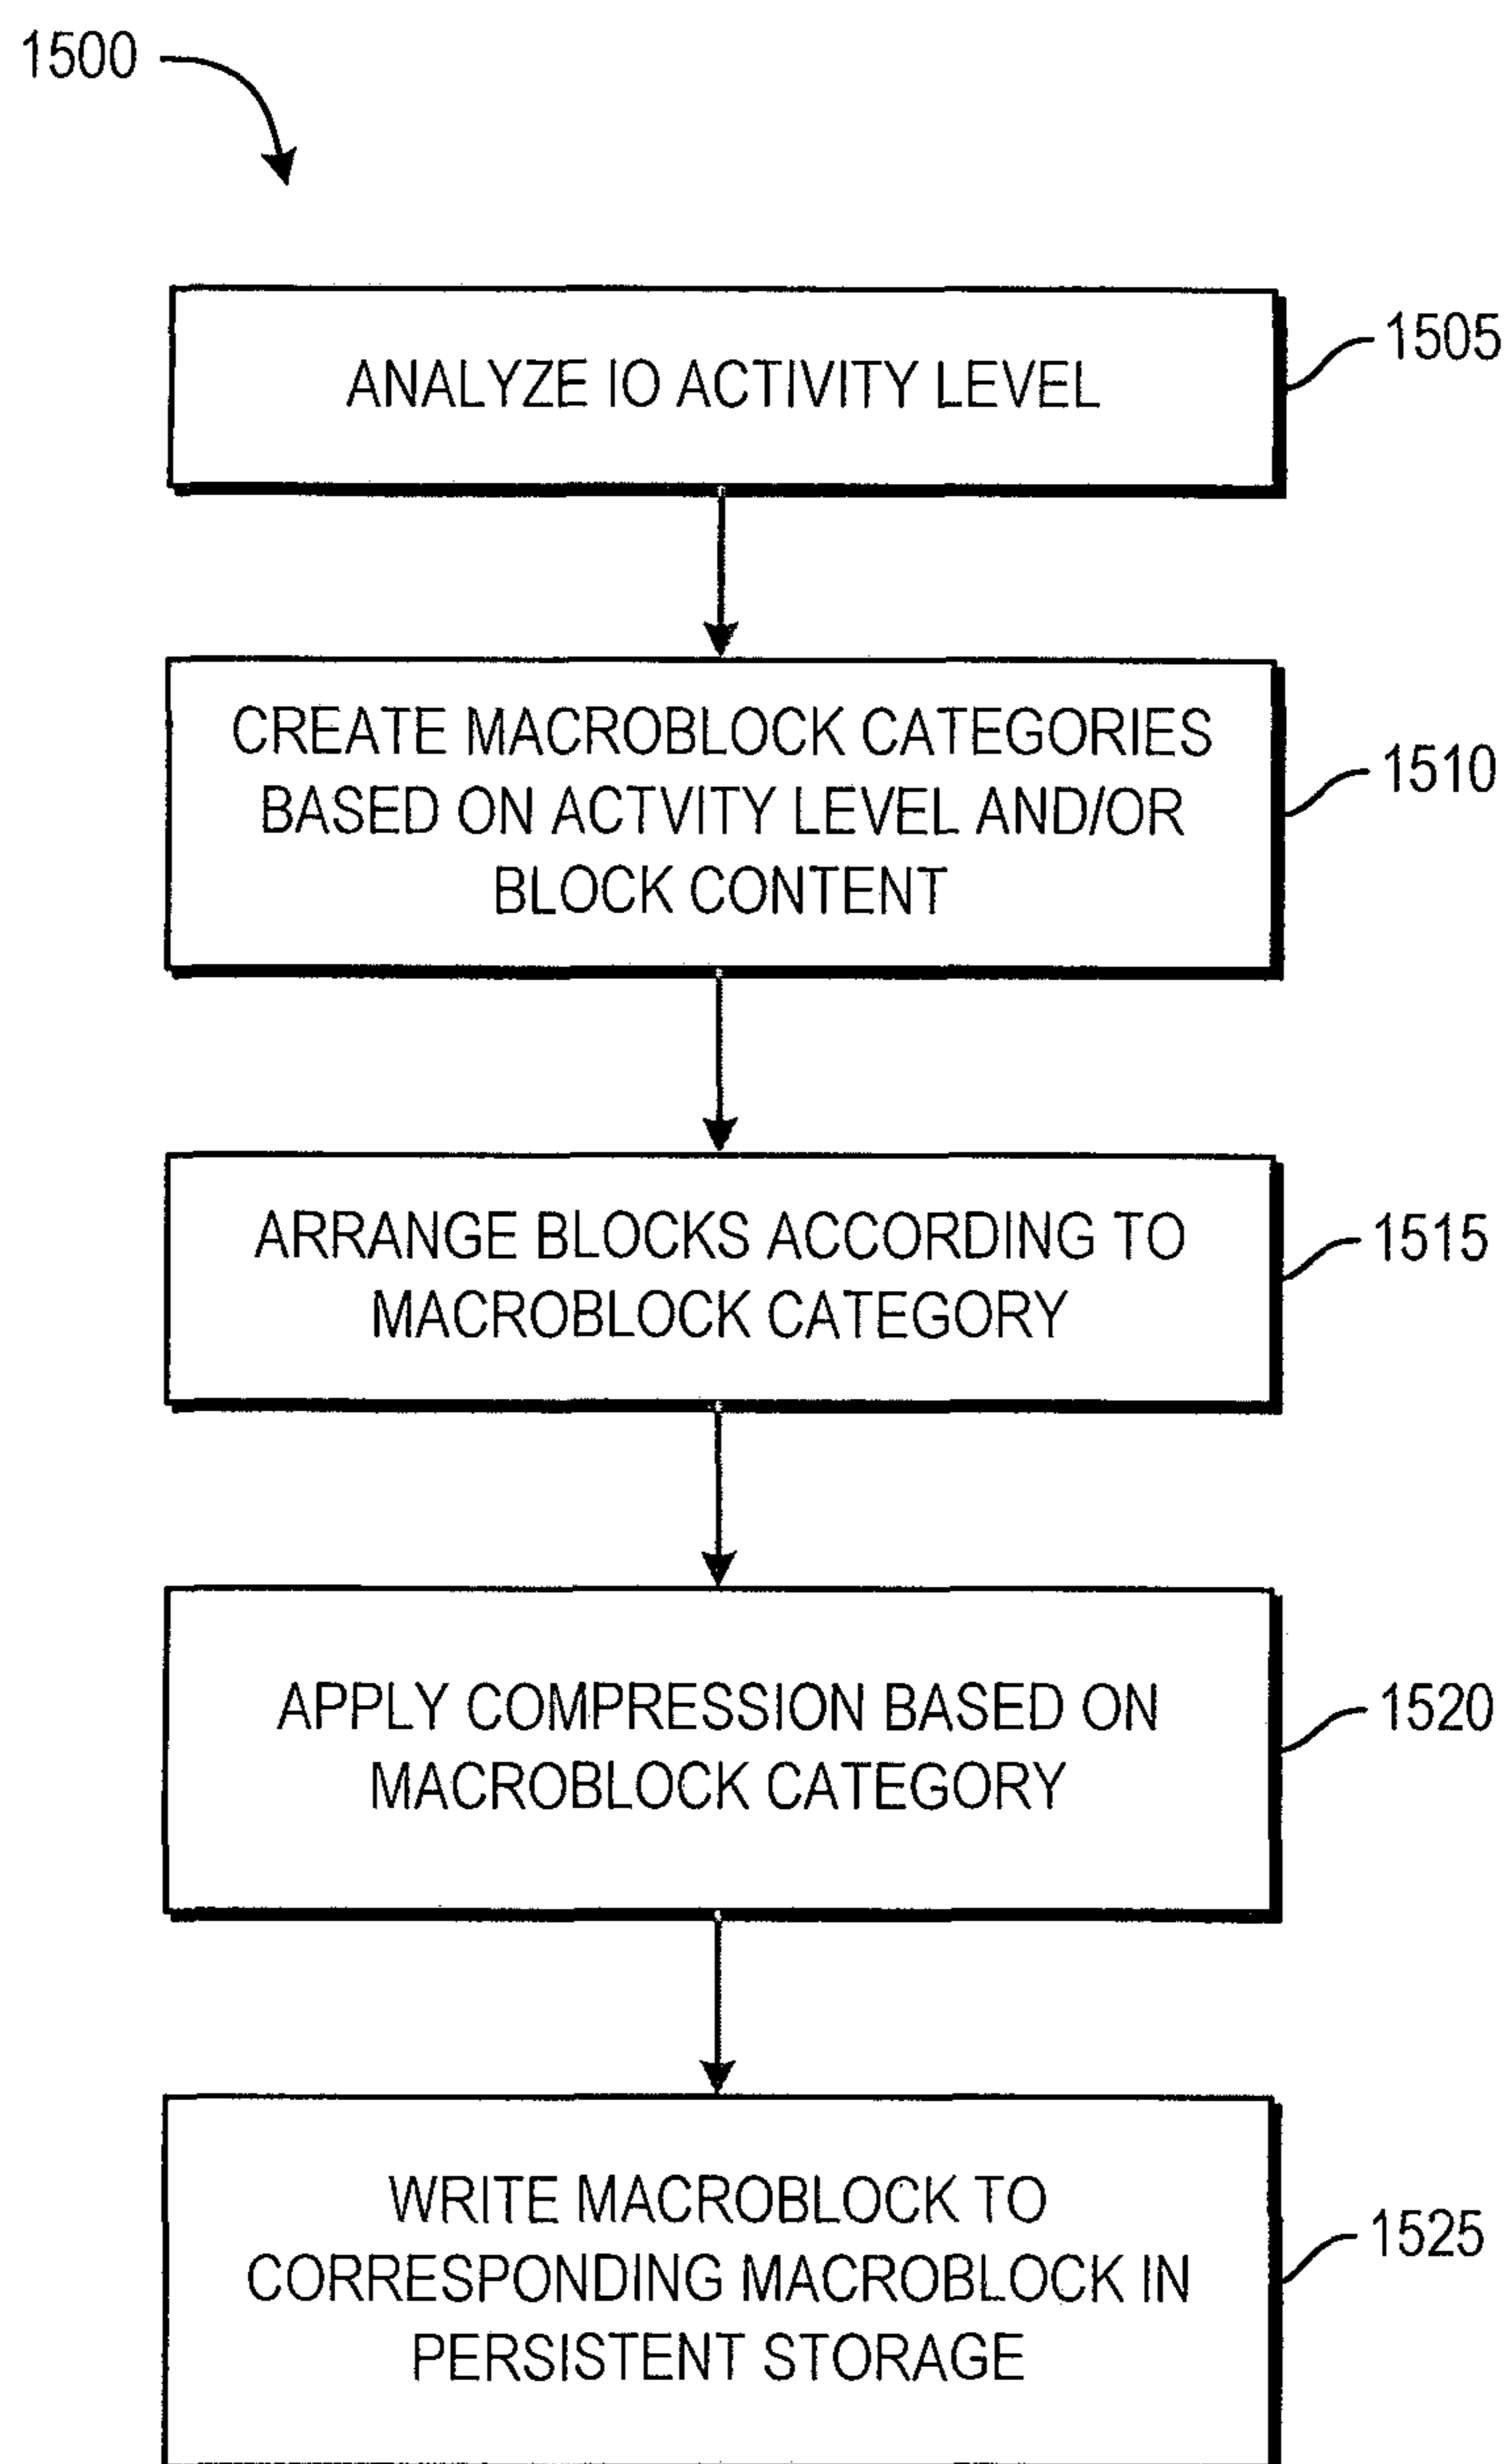 1500
ANALYZE IO ACTIVITY LEVEL
1505
CREATE MACROBLOCK CATEGORIES
BASED ON ACTVITY LEVEL AND/OR
BLOCK CONTENT
1510
ARRANGE BLOCKS ACCORDING TO
MACROBLOCK CATEGORY
1515
APPLY COMPRESSION BASED ON
MACROBLOCK CATEGORY
1520
WRITE MACROBLOCK TO
CORRESPONDING MACROBLOCK IN
PERSISTENT STORAGE
1525